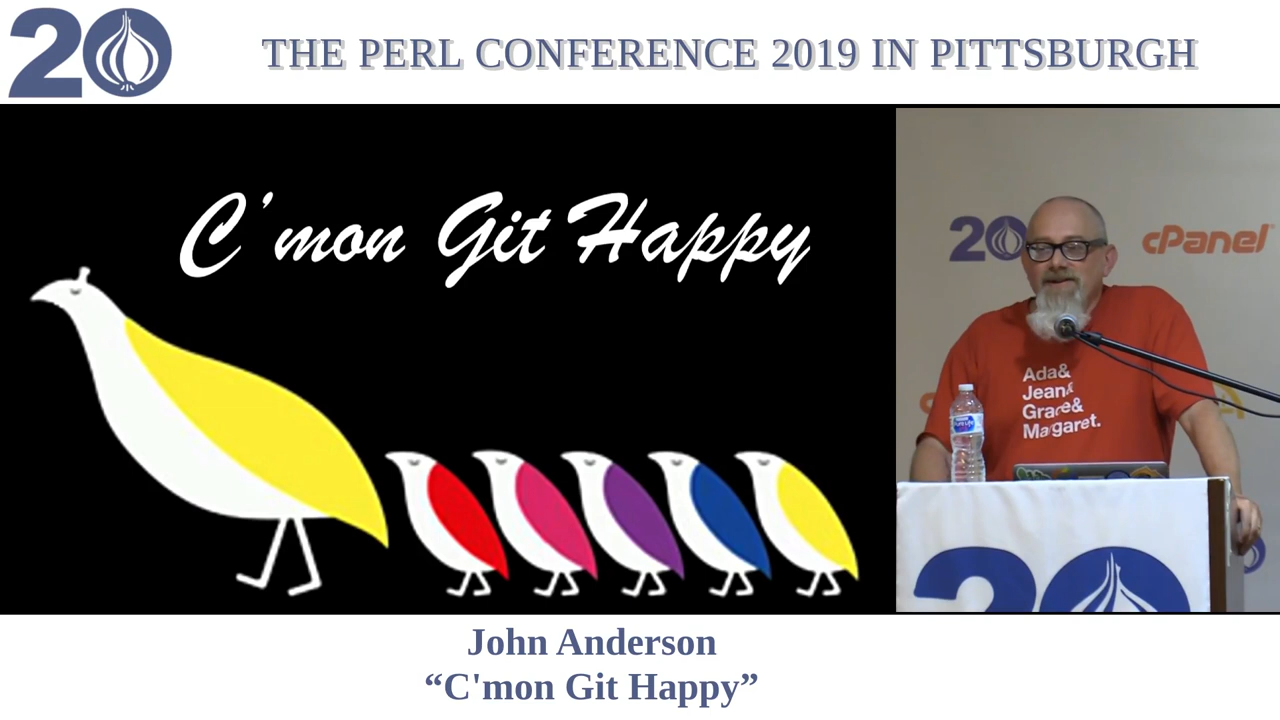 20
THE PERL CONFERENCE 2019 IN PITTSBURGH
C'mon Git Happy
20
cPanel
Ada&
Jean&
Grace&
Margaret.
20
John Anderson
“C'mon Git Happy”